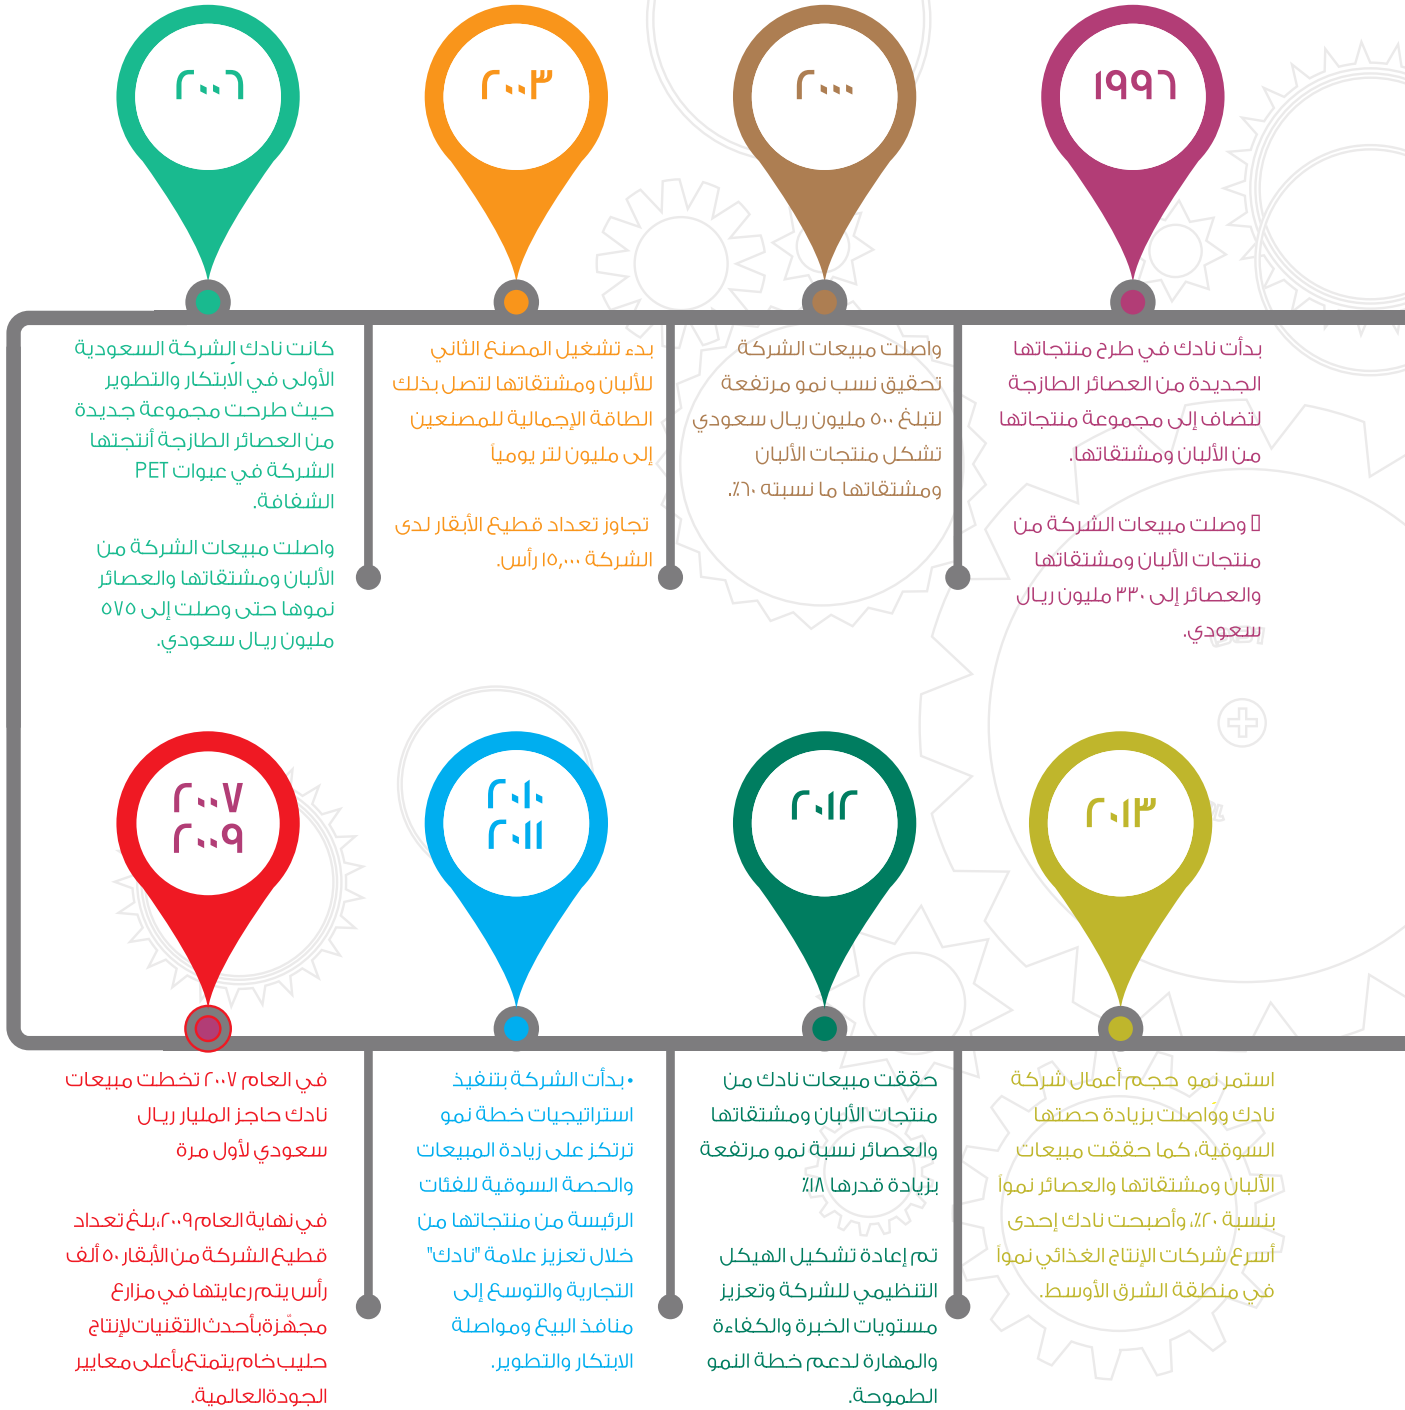 ١٩٩٦
بدأت نادك في طرح منتجاتها
الجديدة من العصائر الطازجة
لتضاف إلى مجموعة منتجاتها
من الألبان ومشتقاتها.
وصلت مبيعات الشركة من
منتجات الألبان ومشتقاتها
والعصائر إلى ٣٣٠ مليون ريال
سعودي.
٢٠٠٠
واصلت مبيعات الشركة
تحقيق نسب نمو مرتفعة
لتبلغ ٥٠٠ مليون ريال سعودي
تشكل منتجات الألبان
ومشتقاتها ما نسبته ٦٠٪.
٢٠٠٣
بدء تشغيل المصنع الثاني
للألبان ومشتقاتها لتصل بذلك
الطاقة الإجمالية للمصنعين
إلى مليون لتر يومياً
تجاوز تعداد قطيع الأبقار لدى
الشركة ١٥,٠٠٠ رأس.
٢٠٠٦
كانت نادك الشركة السعودية
الأولى في الابتكار والتطوير
حيث طرحت مجموعة جديدة
من العصائر الطازجة أنتجتها
الشركة في عبوات PET
الشفافة.
واصلت مبيعات الشركة من
الألبان ومشتقاتها والعصائر
نموها حتى وصلت إلى ٥٧٥
مليون ريال سعودي.
٢٠٠٧
٢٠٠٩
في العام ٢٠٠٧ تخطت مبيعات
نادك حاجز المليار ريال
سعودي لأول مرة
في نهاية العام ٢٠٠٩، بلغ تعداد
قطيع الشركة من الأبقار ٥٠ ألف
رأس يتم رعايتها في مزارع
مجهّزة بأحدث التقنيات لإنتاج
حليب خام يتمتع بأعلى معايير
الجودة العالمية.
٢٠١٠
٢٠١١
• بدأت الشركة بتنفيذ
استراتيجيات خطة نمو
ترتكز على زيادة المبيعات
والحصة السوقية للفئات
الرئيسة من منتجاتها من
خلال تعزيز علامة "نادك"
التجارية والتوسع إلى
منافذ البيع ومواصلة
الابتكار والتطوير.
٢٠١٢
حققت مبيعات نادك من
منتجات الألبان ومشتقاتها
والعصائر نسبة نمو مرتفعة
بزيادة قدرها ١٨٪
تم إعادة تشكيل الهيكل
التنظيمي للشركة وتعزيز
مستويات الخبرة والكفاءة
والمهارة لدعم خطة النمو
الطموحة.
٢٠١٣
استمر نمو حجم أعمال شركة
نادك وواصلت بزيادة حصتها
السوقية، كما حققت مبيعات
الألبان ومشتقاتها والعصائر نمواً
بنسبة ٢٠٪، وأصبحت نادك إحدى
أسرع شركات الإنتاج الغذائي نمواً
في منطقة الشرق الأوسط.